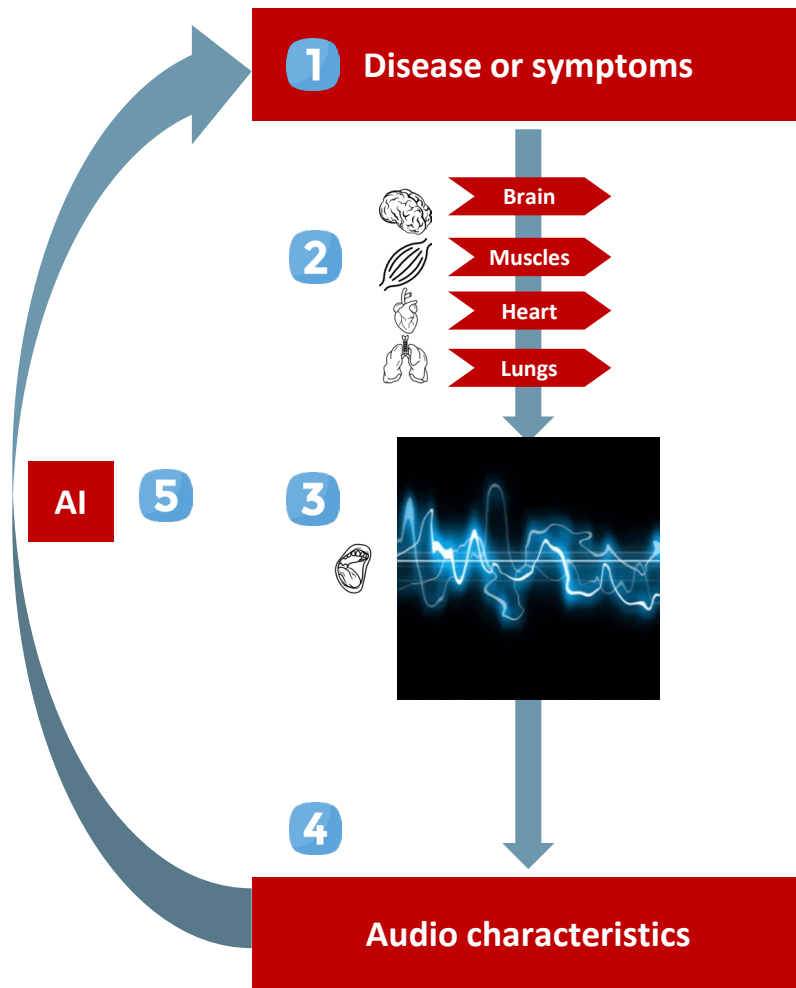 1 Disease or symptoms
Brain
2 Muscles
Heart
Lungs
AI 5 3
4
Audio characteristics